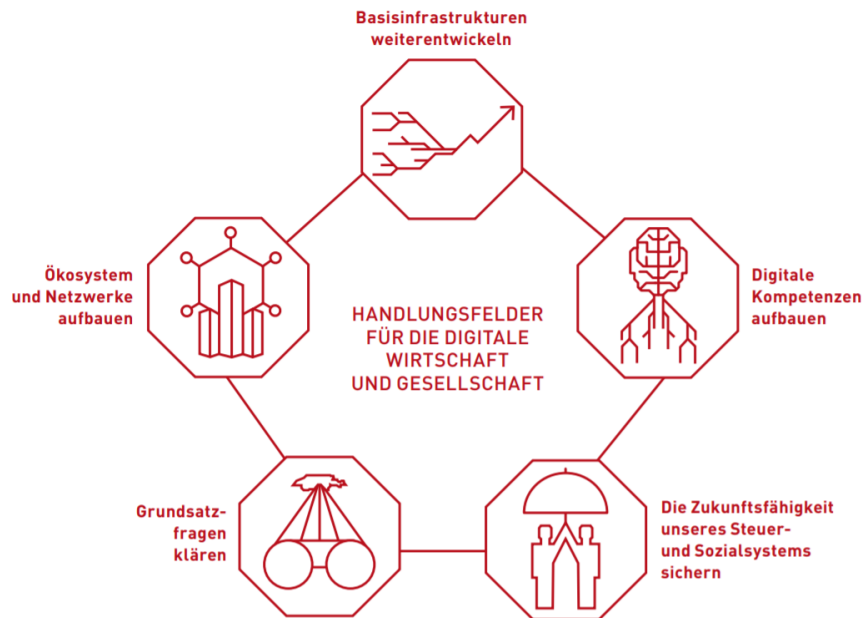 Basisinfrastrukturen
weiterentwickeln
Ökosystem
und Netzwerke
aufbauen
HANDLUNGSFELDER
FÜR DIE DIGITALE
WIRTSCHAFT
UND GESELLSCHAFT
Digitale
Kompetenzen
aufbauen
Grundsatz-
fragen
klären
Die Zukunftsfähigkeit
unseres Steuer-
und Sozialsystems
sichern